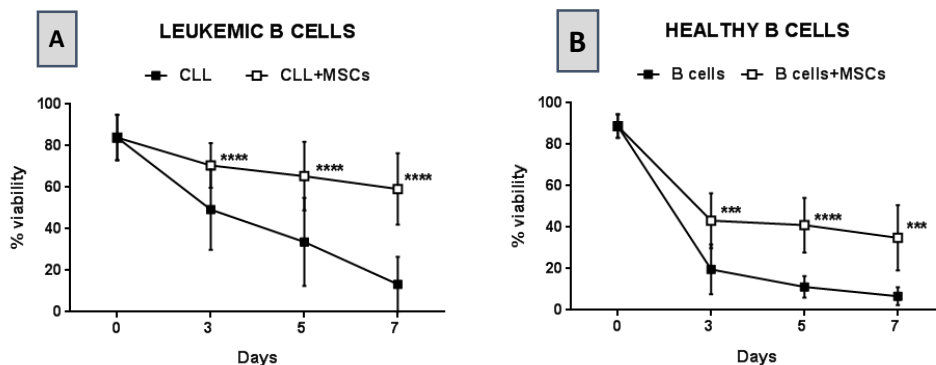 A
LEUKEMIC B CELLS
CLL
CLL+MSCs
100
80
60
40
20
0
% viability
****
****
****
0
3
5
7
Days
B
HEALTHY B CELLS
B cells
B cells+MSCs
100
80
60
40
20
0
% viability
***
****
***
0
3
5
7
Days